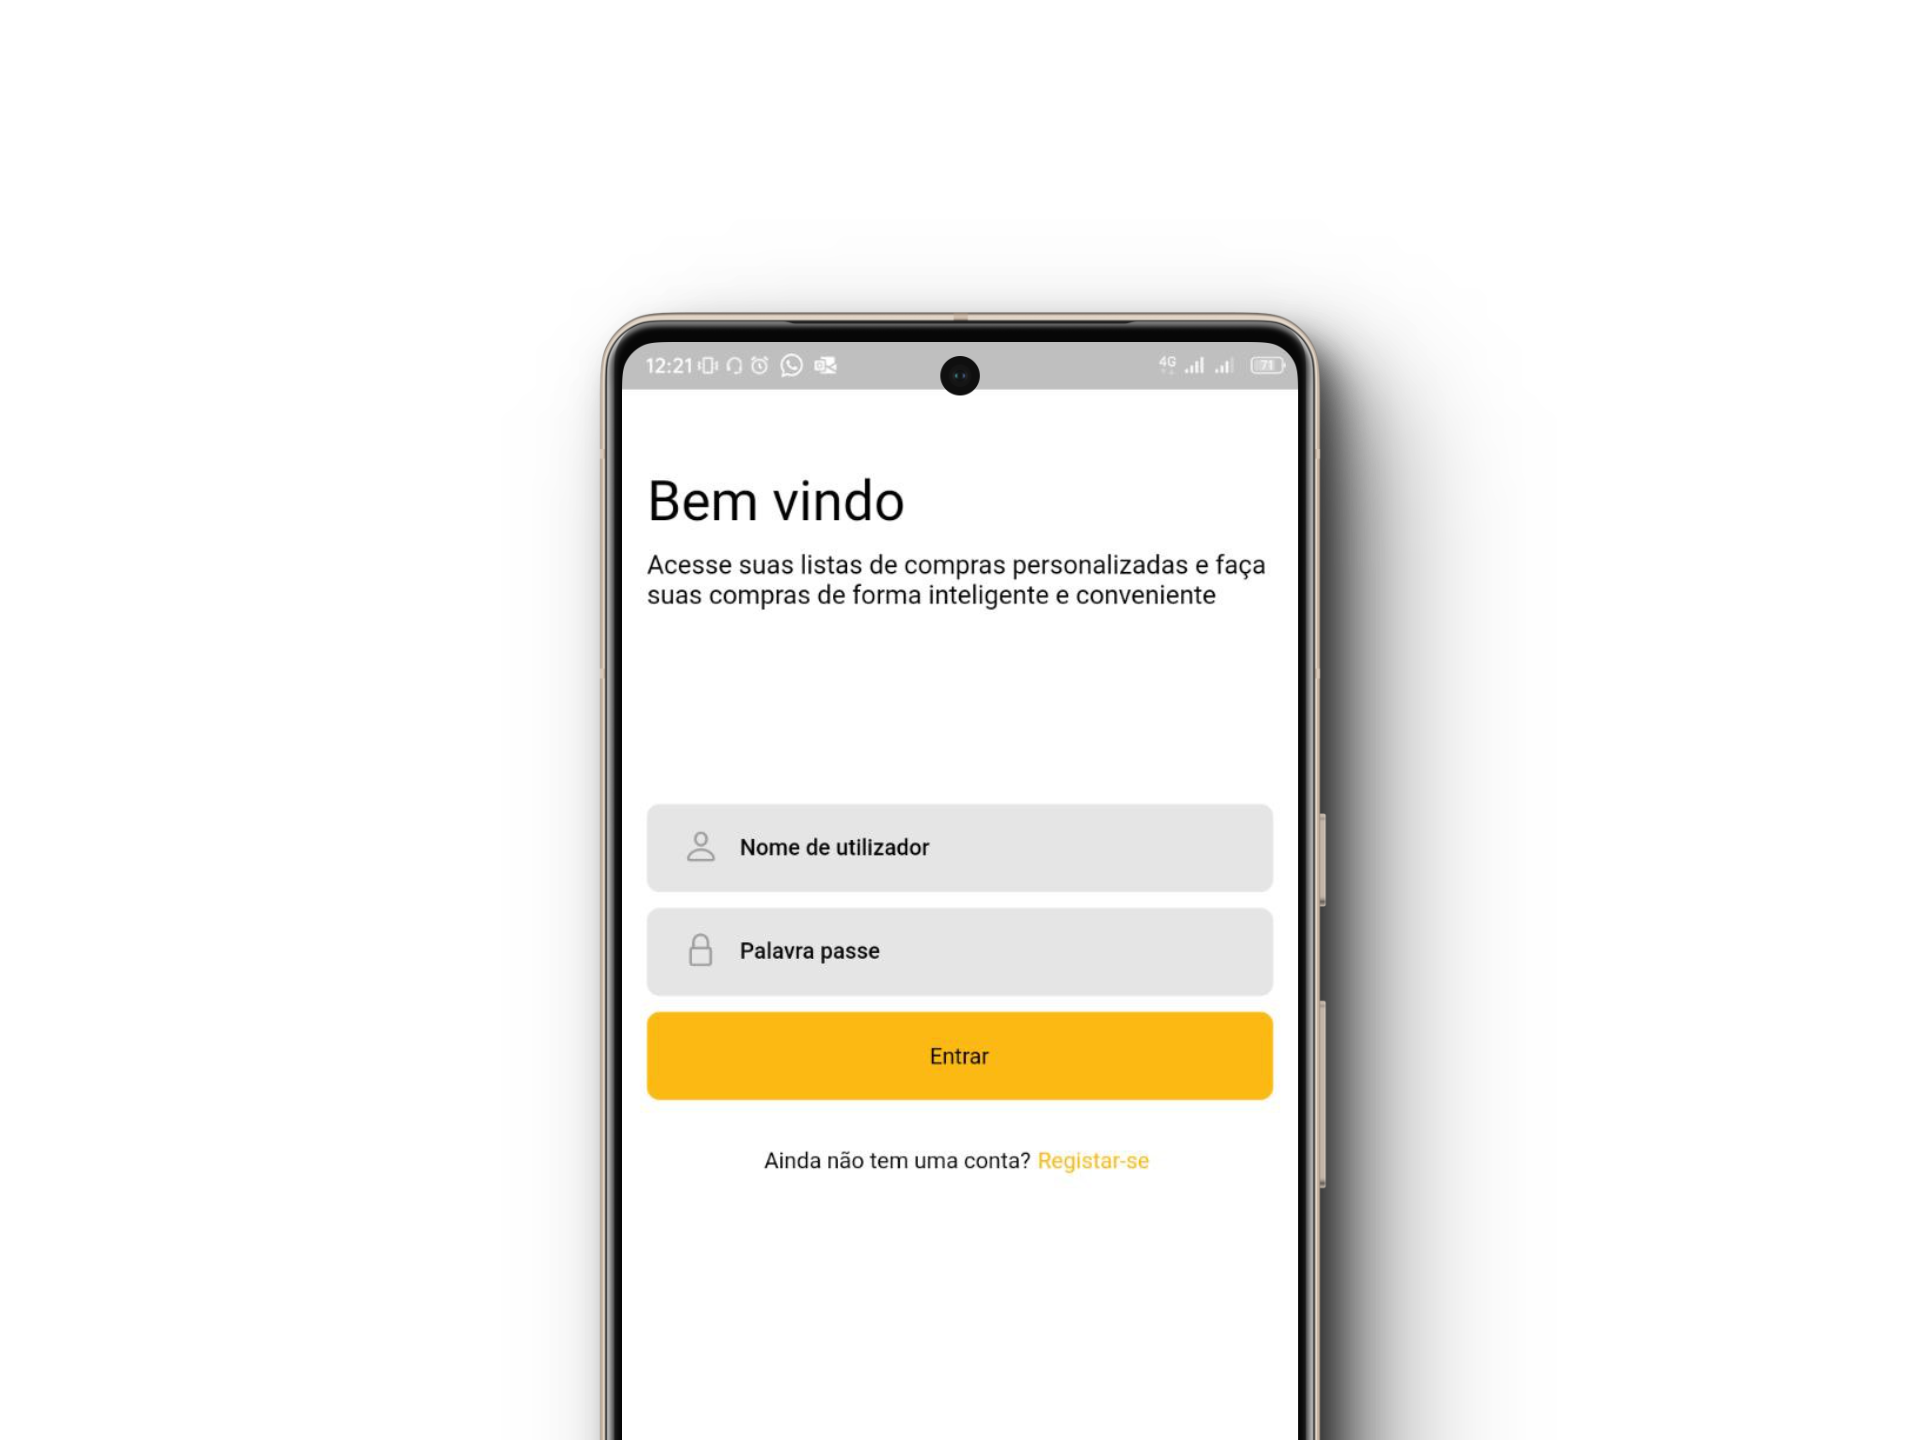 12:21 4G 71
Bem vindo
Acesse suas listas de compras personalizadas e faça
suas compras de forma inteligente e conveniente
Nome de utilizador
Palavra passe
Entrar
Ainda não tem uma conta? Registar-se